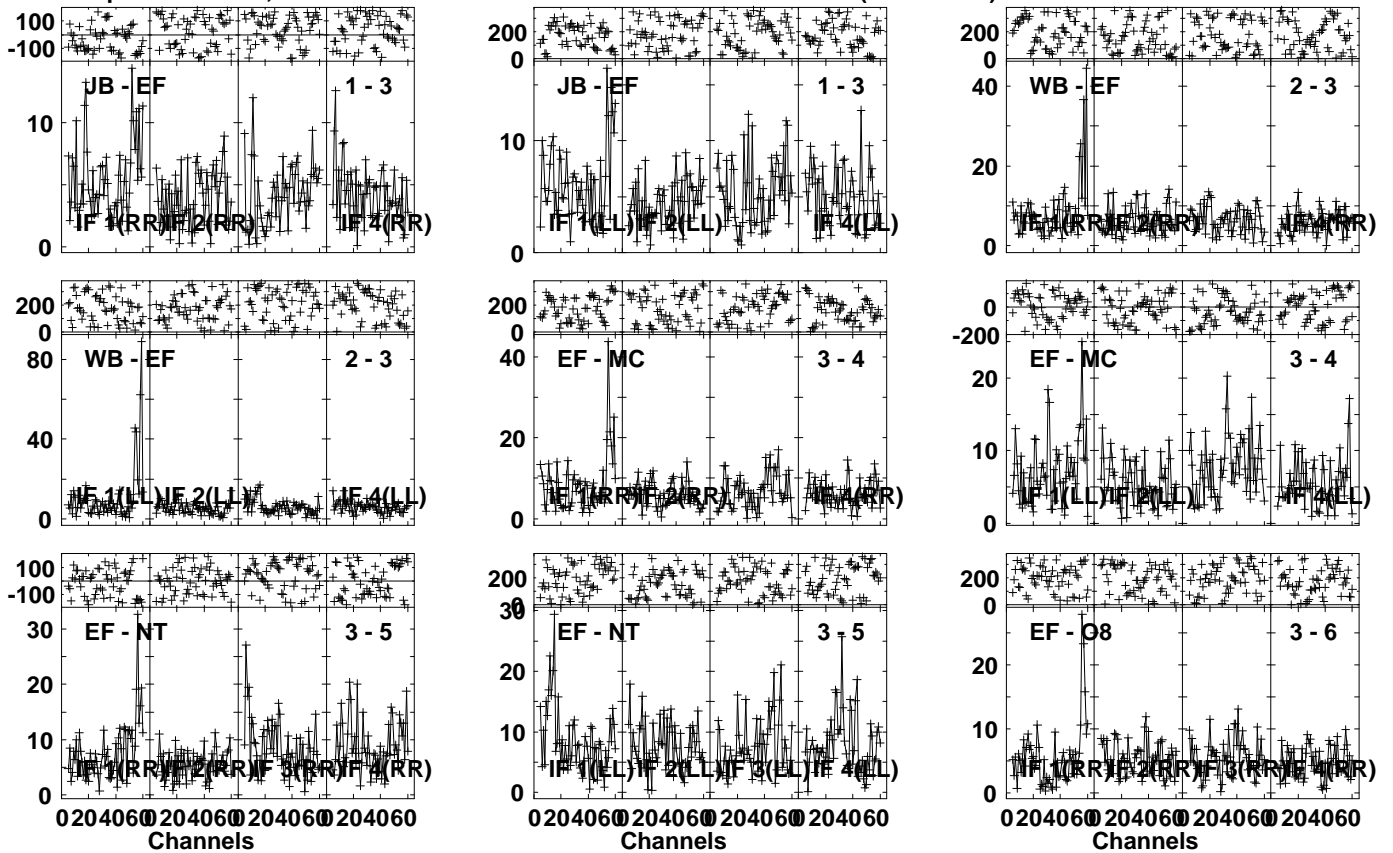 100 200 200
-100 0 0
JB - EF 1 - 3 JB - EF 1 - 3 WB - EF 2 - 3
40
10 10 20
IF 1(RR) IF 2(RR) IF 4(RR) IF 1(LL) IF 2(LL) IF 4(LL) IF 1(RR) IF 2(RR) IF 4(RR)
0 0 0
200 200 0
0 0 -200
WB - EF 2 - 3 EF - MC 3 - 4 EF - MC 3 - 4
80 40 20
40 20 10
IF 1(LL) IF 2(LL) IF 4(LL) IF 1(RR) IF 2(RR) IF 4(RR) IF 1(LL) IF 2(LL) IF 4(LL)
0 0 0
100 200 200
-100 0 0
30 30
EF - NT 3 - 5 EF - NT 3 - 5 EF - O8 3 - 6
20 20 20
10 10 10
IF 1(RR) IF 2(RR) IF 3(RR) IF 4(RR) IF 1(LL) IF 2(LL) IF 3(LL) IF 4(LL) IF 1(RR) IF 2(RR) IF 3(RR) IF 4(RR)
0 0 0
0 20 40 60 0 20 40 60 0 20 40 60 0 20 40 60 0 20 40 60 0 20 40 60 0 20 40 60 0 20 40 60 0 20 40 60 0 20 40 60 0 20 40 60 0 20 40 60
Channels Channels Channels